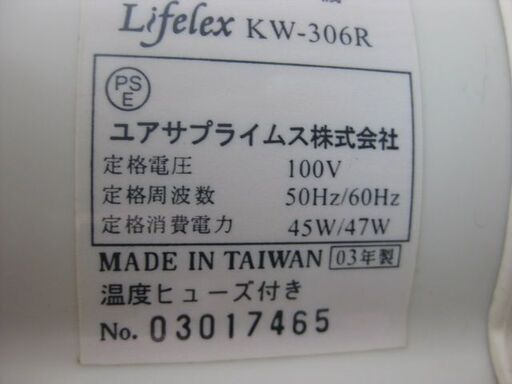 Lifelex KW-306R
PS
E
ユアサプライムス株式会社
定格電圧 100V
定格周波数 50Hz/60Hz
定格消費電力 45W/47W
MADE IN TAIWAN 03年製
温度ヒューズ付き
No. 03017465